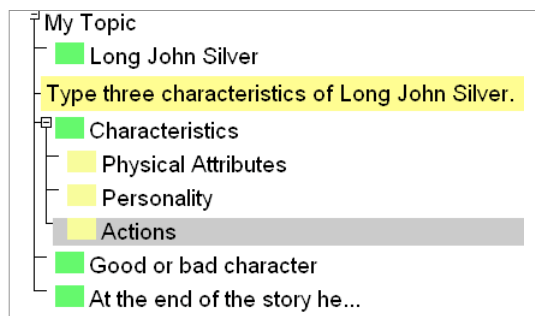 My Topic
Long John Silver
Type three characteristics of Long John Silver.
Characteristics
Physical Attributes
Personality
Actions
Good or bad character
At the end of the story he...